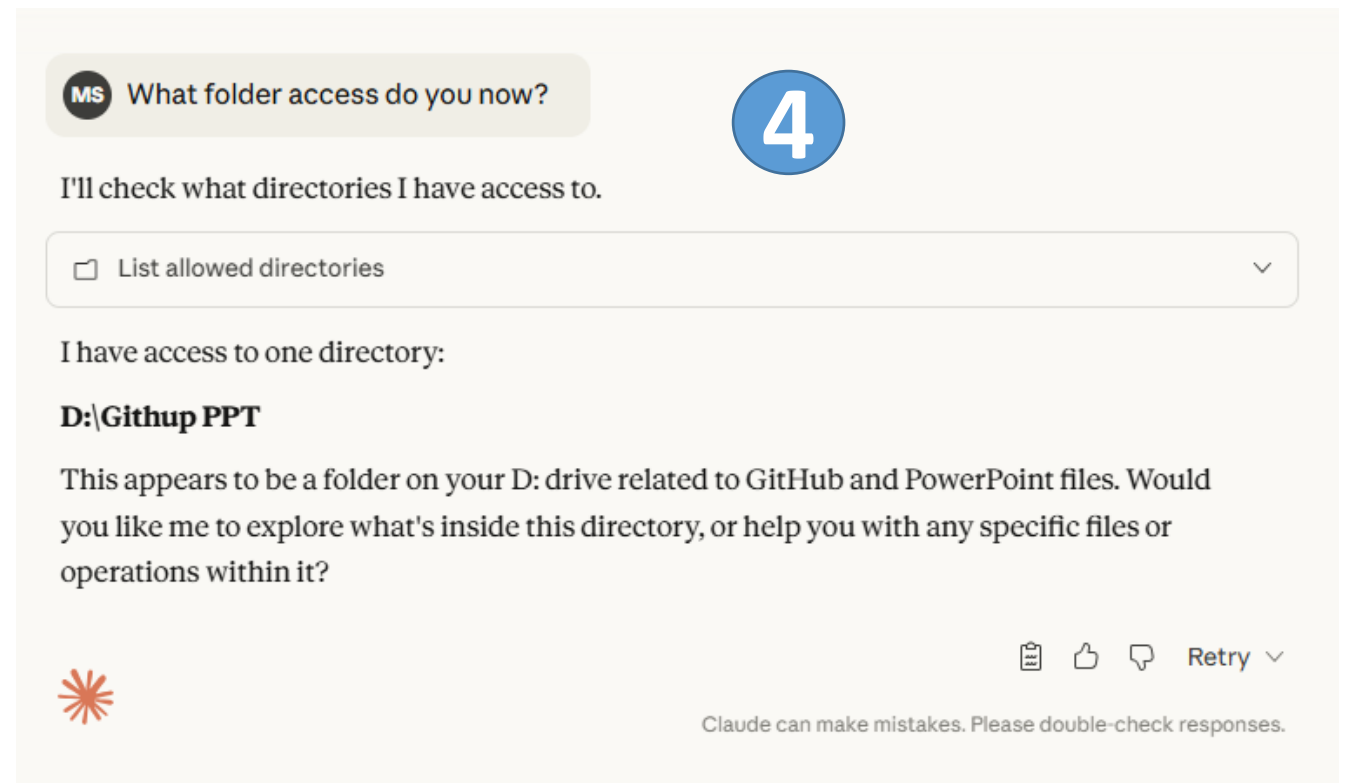 MS What folder access do you now?
4
I'll check what directories I have access to.
List allowed directories
I have access to one directory:
D:\Githup PPT
This appears to be a folder on your D: drive related to GitHub and PowerPoint files. Would
you like me to explore what's inside this directory, or help you with any specific files or
operations within it?
Retry
Claude can make mistakes. Please double-check responses.